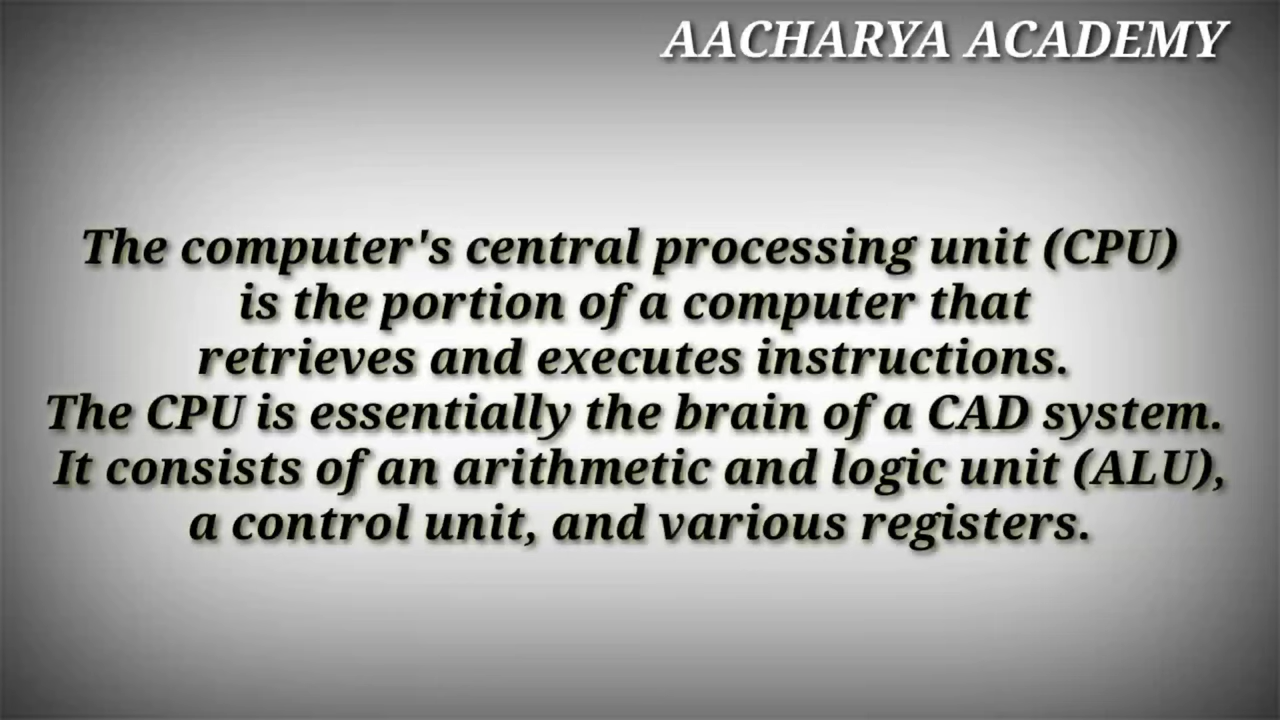 AACHARYA ACADEMY
The computer's central processing unit (CPU)
is the portion of a computer that
retrieves and executes instructions.
The CPU is essentially the brain of a CAD system.
It consists of an arithmetic and logic unit (ALU),
a control unit, and various registers.